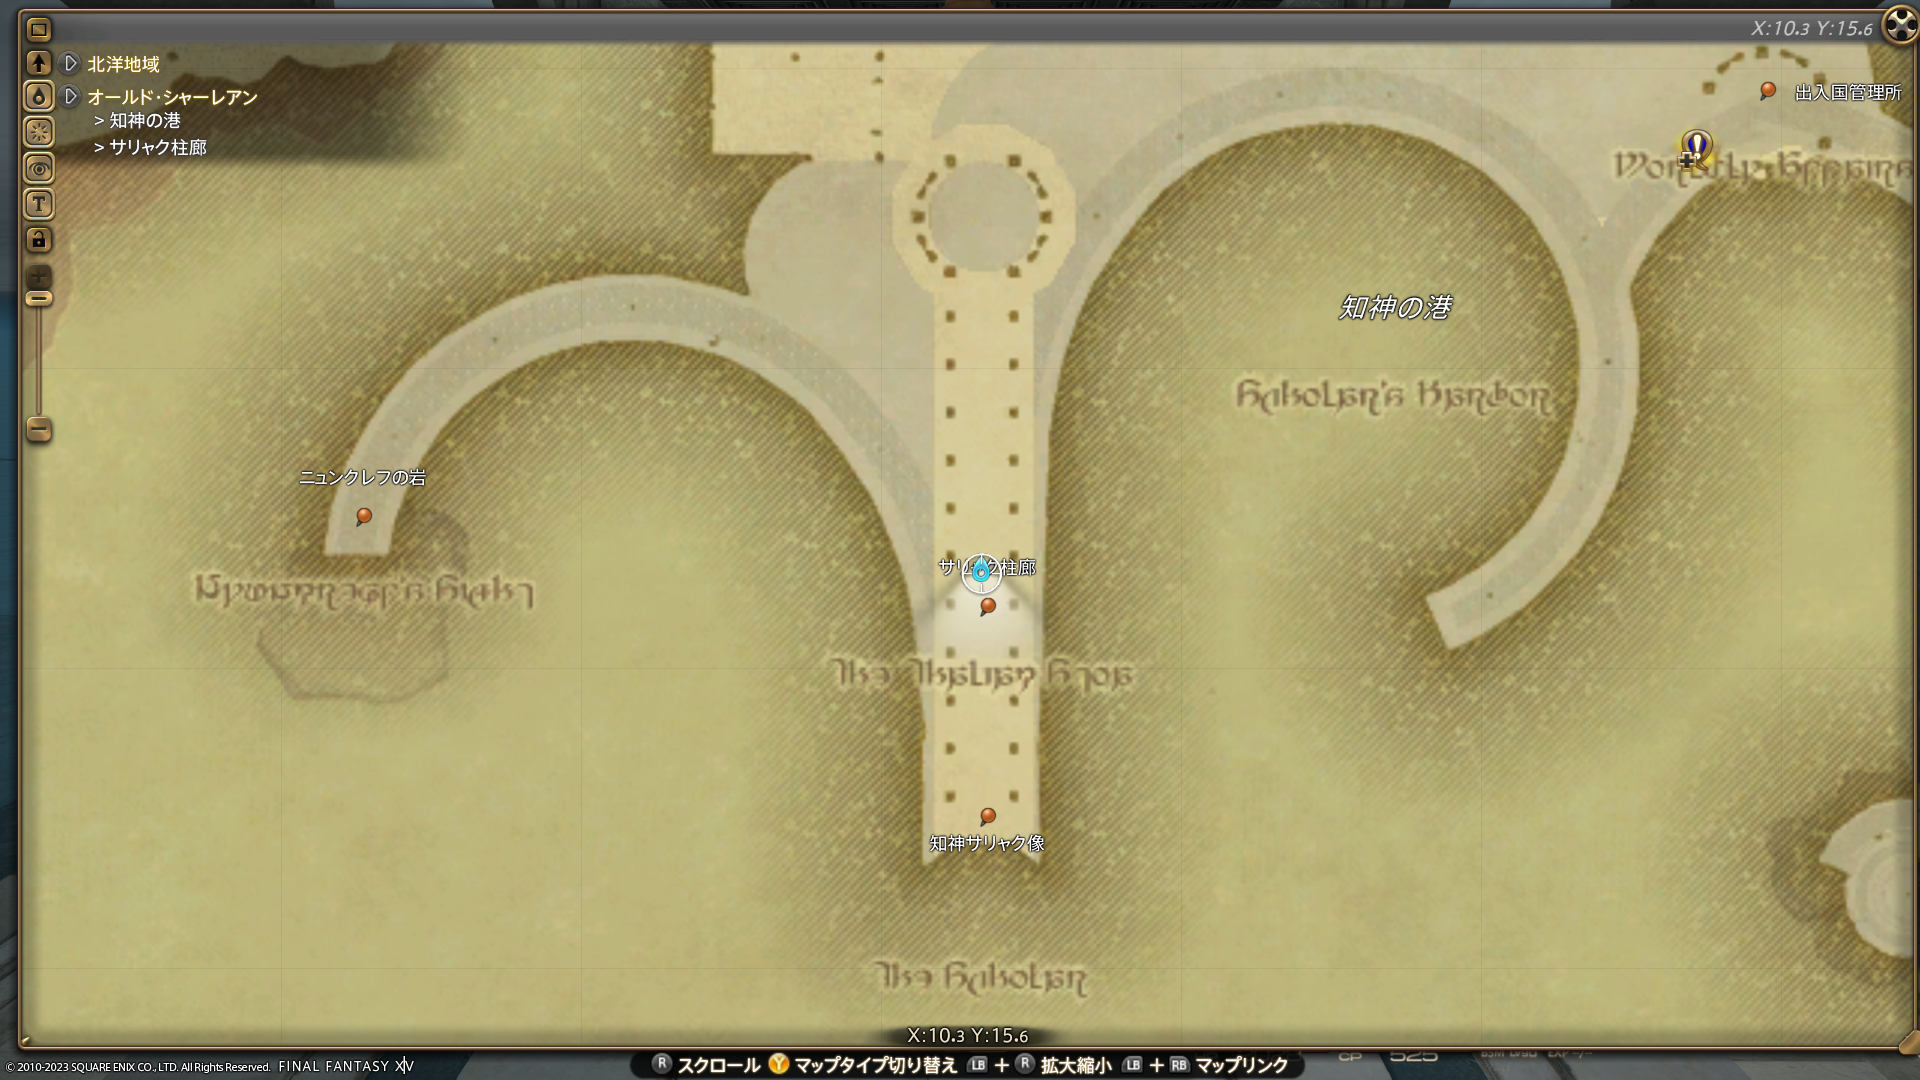 X:10.3 Y:15.6
北洋地域
オールド・シャーレアン
> 知神の港
> サリャク柱廊
出入国管理所
T
知神の港
ニュンクレフの岩
サリャク柱廊
知神サリャク像
X:10.3 Y:15.6
R スクロール Y マップタイプ切り替え LB + R 拡大縮小 LB + RB マップリンク
CP 525
© 2010-2023 SQUARE ENIX CO., LTD. All Rights Reserved. FINAL FANTASY XIV